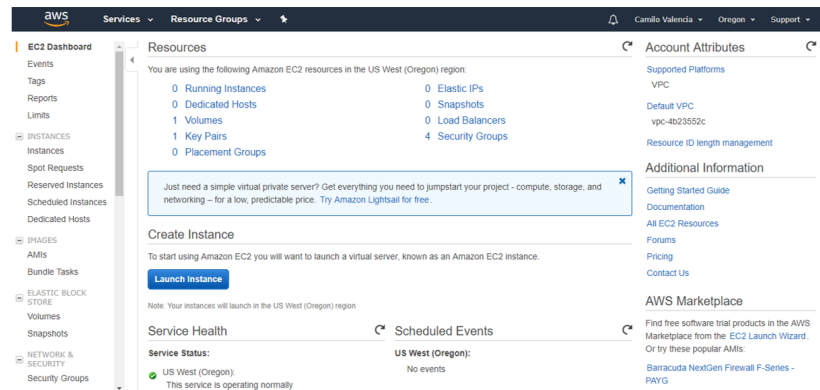 aws
Services
Resource Groups
Camilo Valencia
Oregon
Support
EC2 Dashboard
Events
Tags
Reports
Limits
INSTANCES
Instances
Spot Requests
Reserved Instances
Scheduled Instances
Dedicated Hosts
IMAGES
AMIs
Bundle Tasks
ELASTIC BLOCK
STORE
Volumes
Snapshots
NETWORK &
SECURITY
Security Groups
Resources
You are using the following Amazon EC2 resources in the US West (Oregon) region:
0 Running Instances
0 Dedicated Hosts
1 Volumes
1 Key Pairs
0 Placement Groups
0 Elastic IPs
0 Snapshots
0 Load Balancers
4 Security Groups
Just need a simple virtual private server? Get everything you need to jumpstart your project - compute, storage, and
networking – for a low, predictable price. Try Amazon Lightsail for free.
Create Instance
To start using Amazon EC2 you will want to launch a virtual server, known as an Amazon EC2 instance.
Launch Instance
Note: Your instances will launch in the US West (Oregon) region
Service Health
Service Status:
US West (Oregon):
This service is operating normally
Scheduled Events
US West (Oregon):
No events
Account Attributes
Supported Platforms
VPC
Default VPC
vpc-4b23552c
Resource ID length management
Additional Information
Getting Started Guide
Documentation
All EC2 Resources
Forums
Pricing
Contact Us
AWS Marketplace
Find free software trial products in the AWS
Marketplace from the EC2 Launch Wizard.
Or try these popular AMIs:
Barracuda NextGen Firewall F-Series -
PAYG